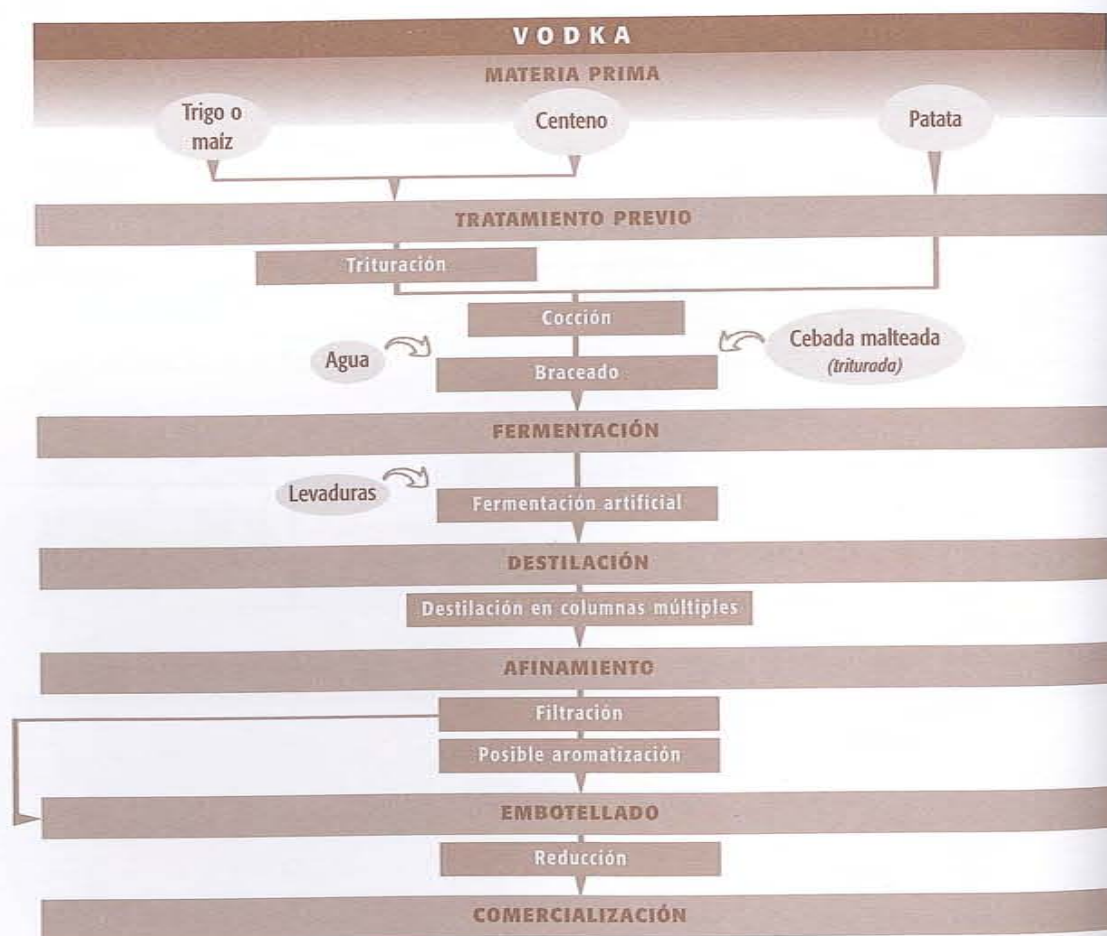 VODKA
MATERIA PRIMA
Trigo o
maíz
Centeno
Patata
TRATAMIENTO PREVIO
Trituración
Cocción
Agua
Cebada malteada
(triturada)
Braceado
FERMENTACIÓN
Levaduras
Fermentación artificial
DESTILACIÓN
Destilación en columnas múltiples
AFINAMIENTO
Filtración
Posible aromatización
EMBOTELLADO
Reducción
COMERCIALIZACIÓN